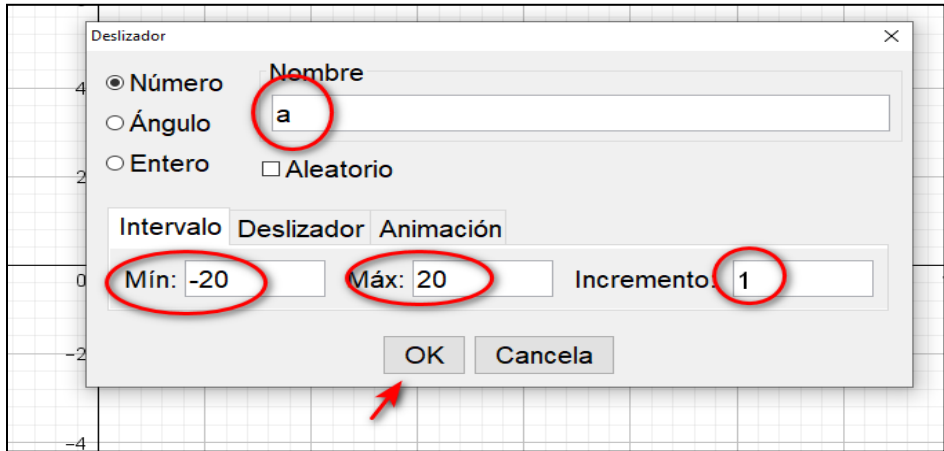 Deslizador
Número
Nombre
Ángulo
a
Entero
Aleatorio
Intervalo Deslizador Animación
Mín: -20 Máx: 20 Incremento: 1
OK Cancela
4
2
0
-2
-4